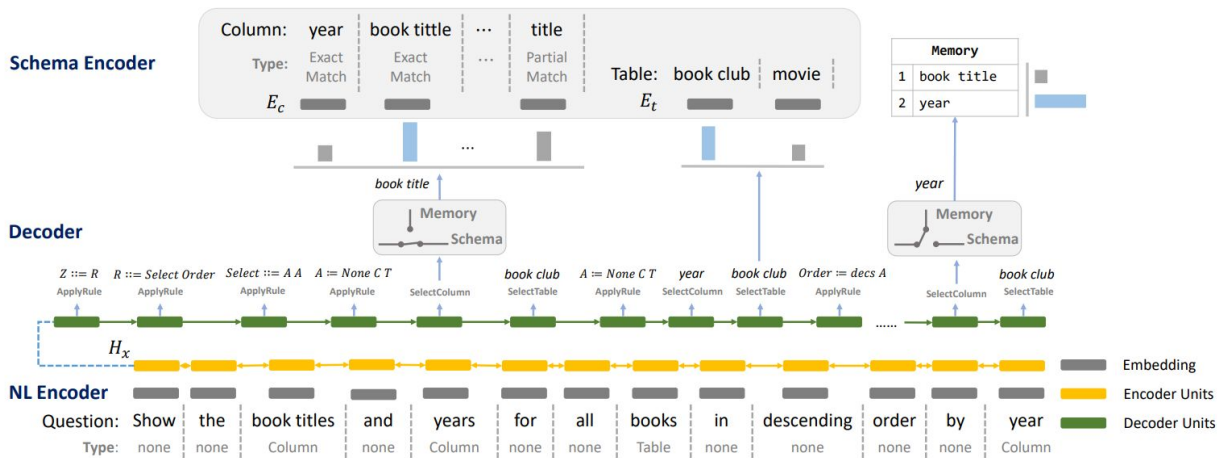 Schema Encoder
Column: year book tittle ... title
Type: Exact Match Exact Match ... Partial Match
Table: book club movie
E_c E_t
...
Memory
1 book title
2 year
book title
year
Decoder
Memory
Schema
Memory
Schema
Z ::= R R ::= Select Order Select ::= A A A ::= None C T book club A ::= None C T year book club Order ::= decs A book club
ApplyRule ApplyRule ApplyRule ApplyRule SelectColumn SelectTable ApplyRule SelectColumn SelectTable ApplyRule SelectColumn SelectTable
......
H_x
NL Encoder
Embedding
Encoder Units
Decoder Units
Question: Show the book titles and years for all books in descending order by year
Type: none none Column none Column none none Table none none none none Column